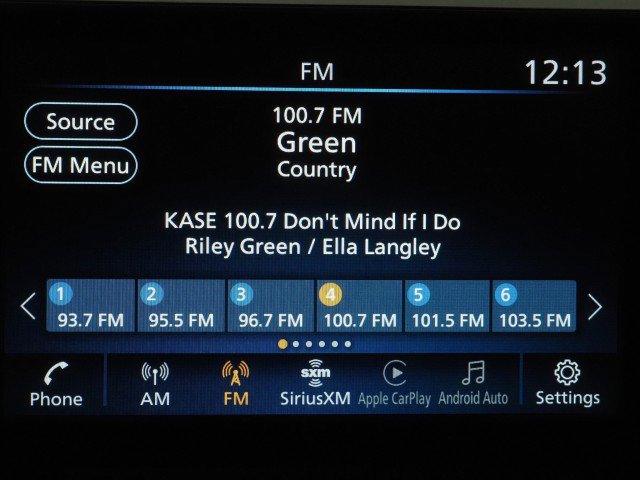 FM
12:13
Source
FM Menu
100.7 FM
Green
Country
KASE 100.7 Don't Mind If I Do
Riley Green / Ella Langley
1 2 3 4 5 6
93.7 FM 95.5 FM 96.7 FM 100.7 FM 101.5 FM 103.5 FM
sxm
Phone AM FM SiriusXM Apple CarPlay Android Auto Settings